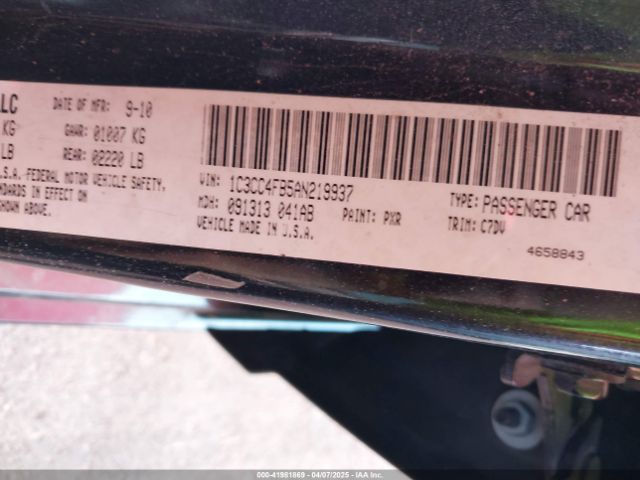 LC DATE OF MFR: 9-10
KG GAWR: 01007 KG
LB REAR: 02220 LB
.S.A. FEDERAL MOTOR VEHICLE SAFETY,
NDARDS IN EFFECT ON
SHOWN ABOVE.
VIN: 1C3CC4FB5AN219937
MDH: 091313 041AB PAINT: PXR
VEHICLE MADE IN U.S.A.
TYPE: PASSENGER CAR
TRIM: C7DV
4658843
000-41981869 | 04/07/2025 - IAA Inc.